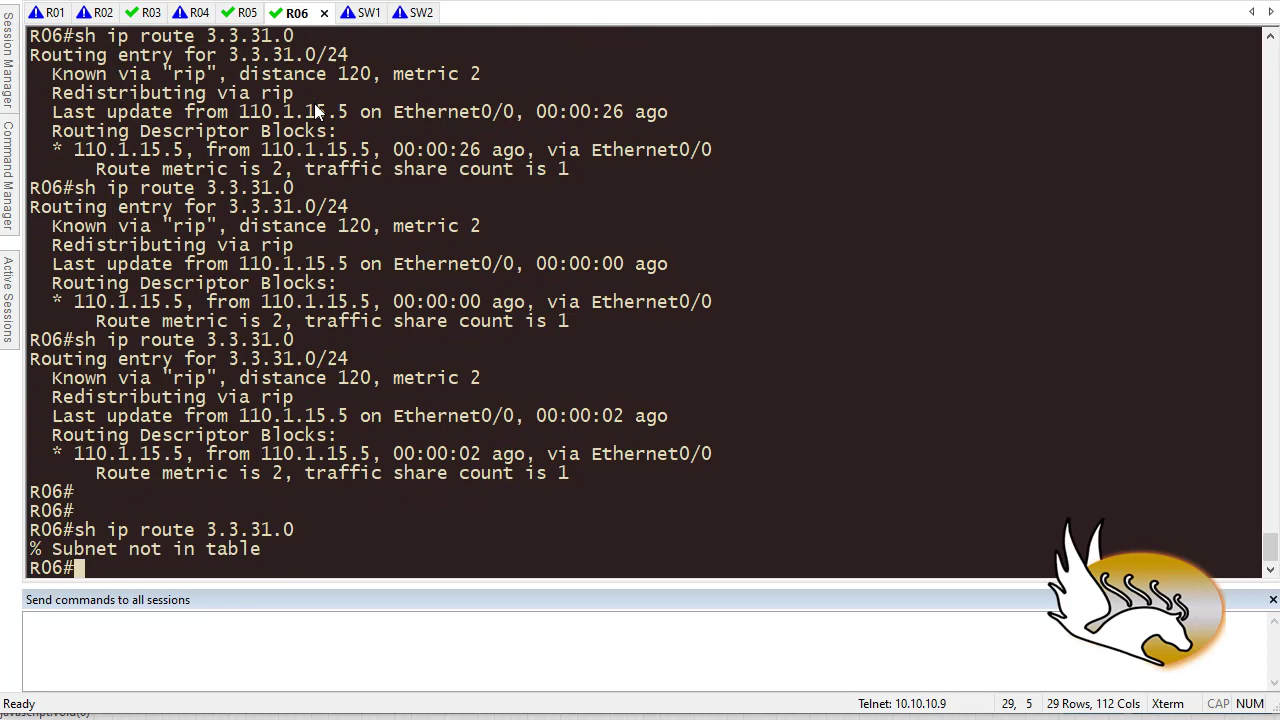 R01
R02
R03
R04
R05
R06
SW1
SW2
Session Manager
Command Manager
Active Sessions
R06#sh ip route 3.3.31.0
Routing entry for 3.3.31.0/24
Known via "rip", distance 120, metric 2
Redistributing via rip
Last update from 110.1.15.5 on Ethernet0/0, 00:00:26 ago
Routing Descriptor Blocks:
* 110.1.15.5, from 110.1.15.5, 00:00:26 ago, via Ethernet0/0
Route metric is 2, traffic share count is 1
R06#sh ip route 3.3.31.0
Routing entry for 3.3.31.0/24
Known via "rip", distance 120, metric 2
Redistributing via rip
Last update from 110.1.15.5 on Ethernet0/0, 00:00:00 ago
Routing Descriptor Blocks:
* 110.1.15.5, from 110.1.15.5, 00:00:00 ago, via Ethernet0/0
Route metric is 2, traffic share count is 1
R06#sh ip route 3.3.31.0
Routing entry for 3.3.31.0/24
Known via "rip", distance 120, metric 2
Redistributing via rip
Last update from 110.1.15.5 on Ethernet0/0, 00:00:02 ago
Routing Descriptor Blocks:
* 110.1.15.5, from 110.1.15.5, 00:00:02 ago, via Ethernet0/0
Route metric is 2, traffic share count is 1
R06#
R06#
R06#sh ip route 3.3.31.0
% Subnet not in table
R06#
Send commands to all sessions
Ready
Telnet: 10.10.10.9
29, 5
29 Rows, 112 Cols
Xterm
CAP
NUM
javascript:void(0)